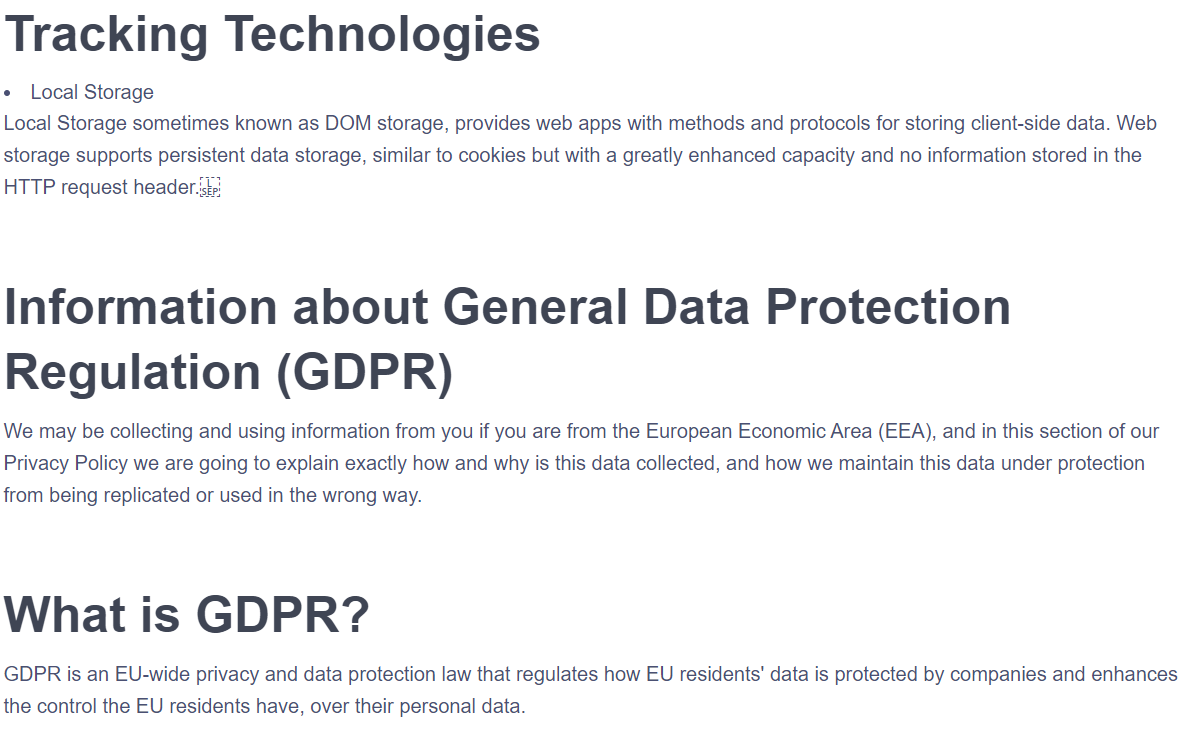 Tracking Technologies
• Local Storage
Local Storage sometimes known as DOM storage, provides web apps with methods and protocols for storing client-side data. Web
storage supports persistent data storage, similar to cookies but with a greatly enhanced capacity and no information stored in the
HTTP request header.
L SEP
Information about General Data Protection
Regulation (GDPR)
We may be collecting and using information from you if you are from the European Economic Area (EEA), and in this section of our
Privacy Policy we are going to explain exactly how and why is this data collected, and how we maintain this data under protection
from being replicated or used in the wrong way.
What is GDPR?
GDPR is an EU-wide privacy and data protection law that regulates how EU residents' data is protected by companies and enhances
the control the EU residents have, over their personal data.